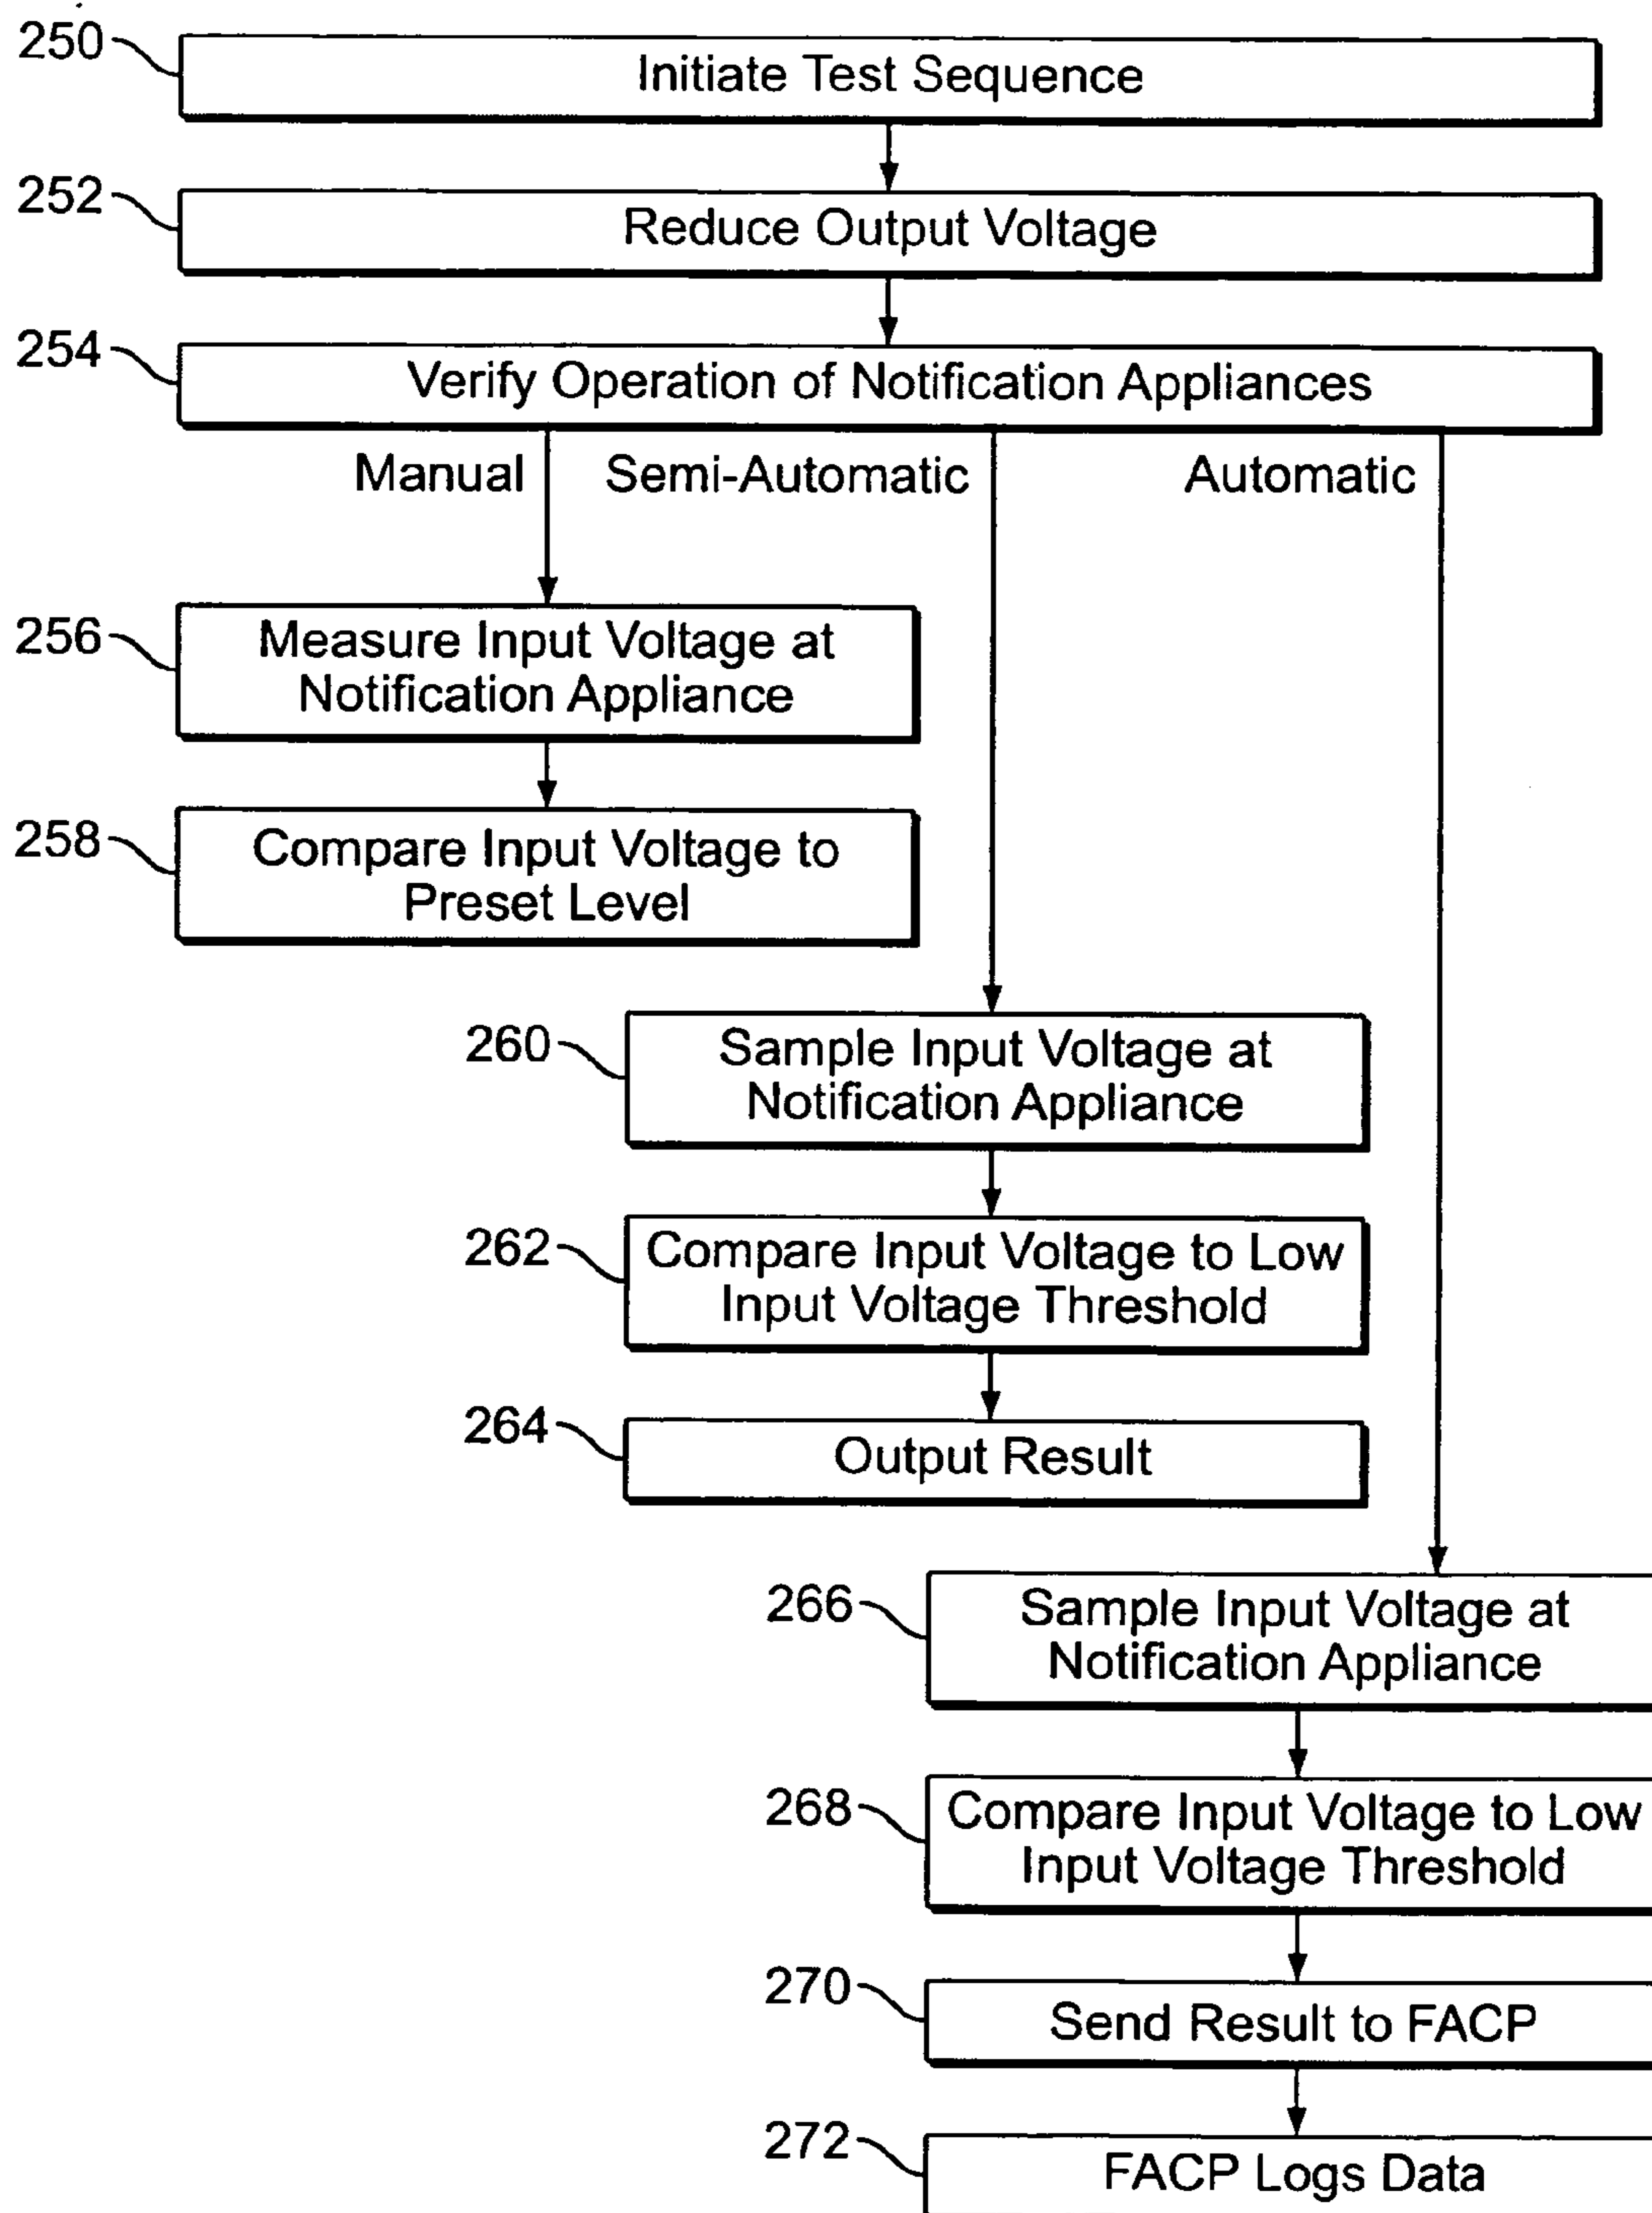 250
Initiate Test Sequence
252
Reduce Output Voltage
254
Verify Operation of Notification Appliances
Manual
Semi-Automatic
Automatic
256
Measure Input Voltage at
Notification Appliance
258
Compare Input Voltage to
Preset Level
260
Sample Input Voltage at
Notification Appliance
262
Compare Input Voltage to Low
Input Voltage Threshold
264
Output Result
266
Sample Input Voltage at
Notification Appliance
268
Compare Input Voltage to Low
Input Voltage Threshold
270
Send Result to FACP
272
FACP Logs Data